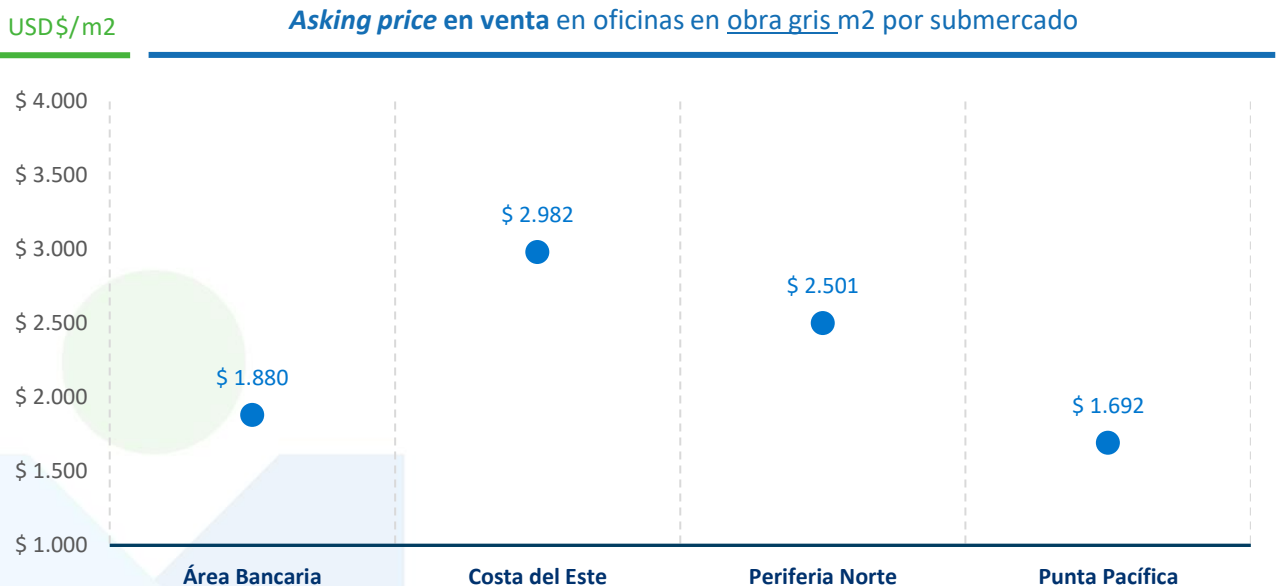 USD$/m2
Asking price en venta en oficinas en obra gris m2 por submercado
$ 4.000
$ 3.500
$ 3.000
$ 2.500
$ 2.000
$ 1.500
$ 1.000
$ 1.880
$ 2.982
$ 2.501
$ 1.692
Área Bancaria
Costa del Este
Periferia Norte
Punta Pacífica